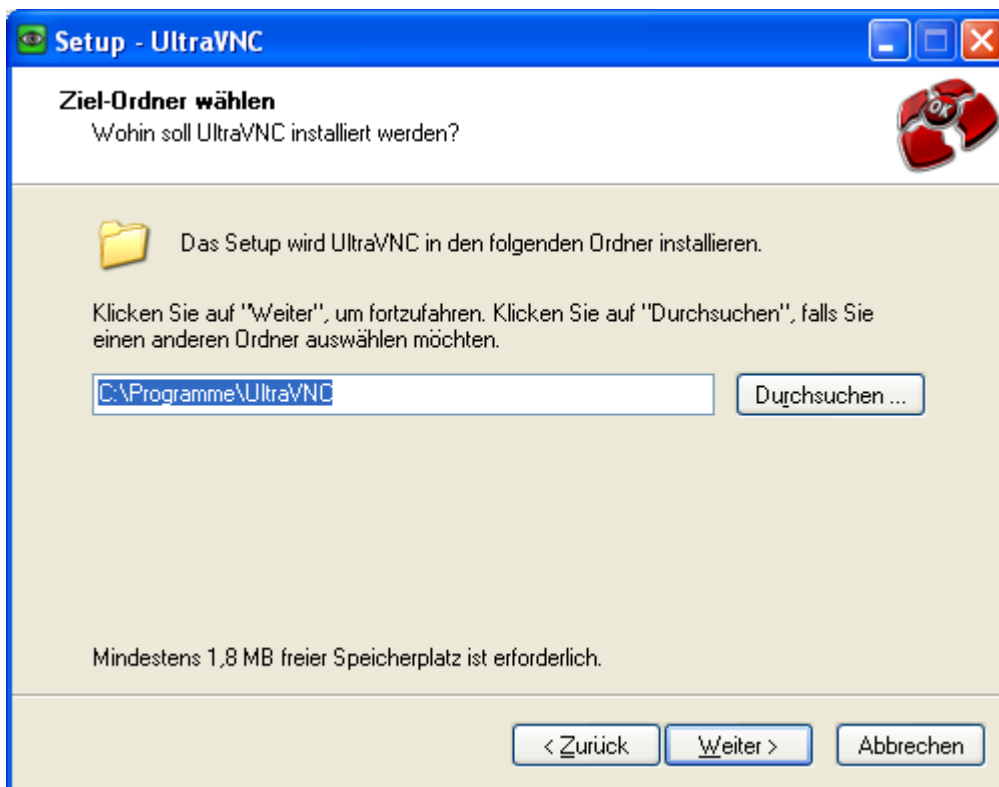 Setup - UltraVNC
Ziel-Ordner wählen
Wohin soll UltraVNC installiert werden?
OK
Das Setup wird UltraVNC in den folgenden Ordner installieren.
Klicken Sie auf "Weiter", um fortzufahren. Klicken Sie auf "Durchsuchen", falls Sie
einen anderen Ordner auswählen möchten.
C:\Programme\UltraVNC
Durchsuchen ...
Mindestens 1,8 MB freier Speicherplatz ist erforderlich.
< Zurück
Weiter >
Abbrechen